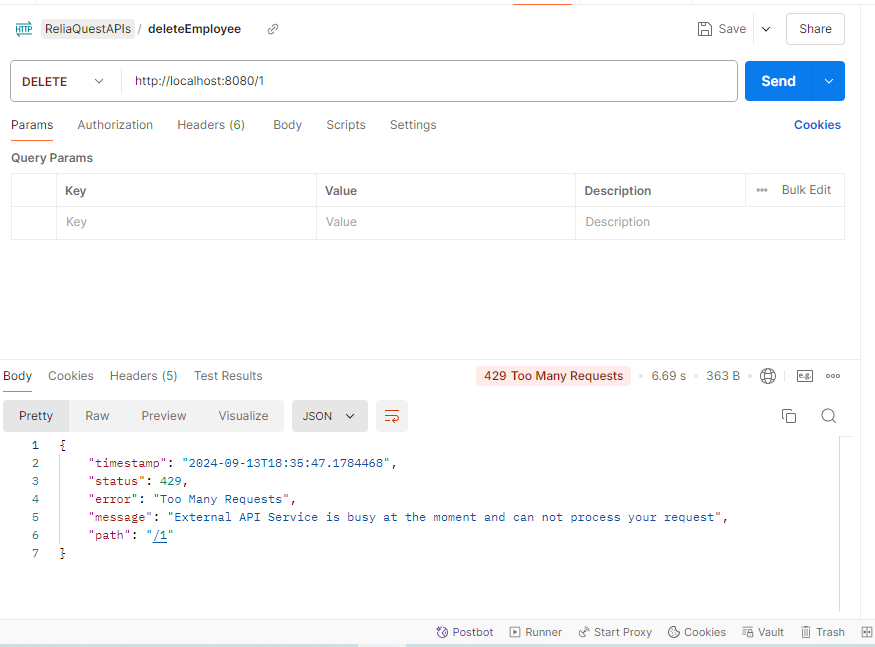 HTTP ReliaQuestAPIs / deleteEmployee Save Share
DELETE http://localhost:8080/1 Send
Params Authorization Headers (6) Body Scripts Settings Cookies
Query Params
Key Value Description Bulk Edit
Key Value Description
Body Cookies Headers (5) Test Results 429 Too Many Requests 6.69 s 363 B e.g.
Pretty Raw Preview Visualize JSON
1 {
2 "timestamp": "2024-09-13T18:35:47.1784468",
3 "status": 429,
4 "error": "Too Many Requests",
5 "message": "External API Service is busy at the moment and can not process your request",
6 "path": "/1"
7 }
Postbot Runner Start Proxy Cookies Vault Trash